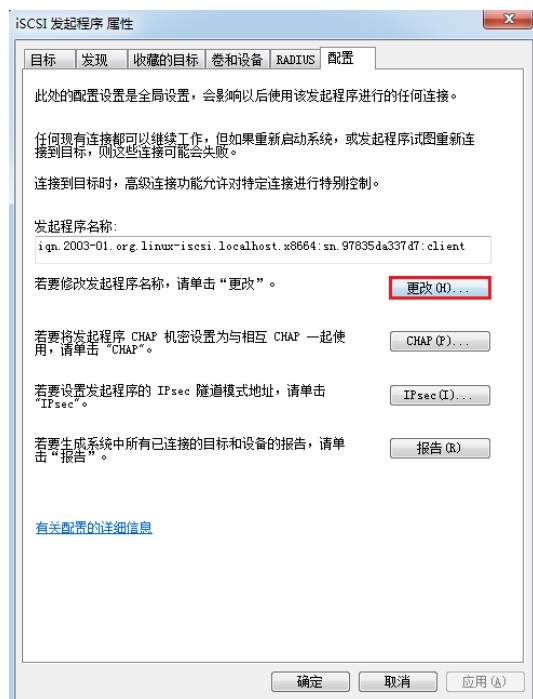 iSCSI 发起程序 属性
目标 发现 收藏的目标 卷和设备 RADIUS 配置
此处的配置设置是全局设置，会影响以后使用该发起程序进行的任何连接。
任何现有连接都可以继续工作，但如果重新启动系统，或发起程序试图重新连
接到目标，则这些连接可能会失败。
连接到目标时，高级连接功能允许对特定连接进行特别控制。
发起程序名称:
iqn.2003-01.org.linux-iscsi.localhost.x8664:sn.97835da337d7:client
若要修改发起程序名称，请单击“更改”。
更改(H)...
若要将发起程序 CHAP 机密设置为与相互 CHAP 一起使
用，请单击 "CHAP"。
CHAP(P)...
若要设置发起程序的 IPsec 隧道模式地址，请单击
"IPsec"。
IPsec(I)...
若要生成系统中所有已连接的目标和设备的报告，请单
击“报告”。
报告(R)
有关配置的详细信息
确定 取消 应用(A)